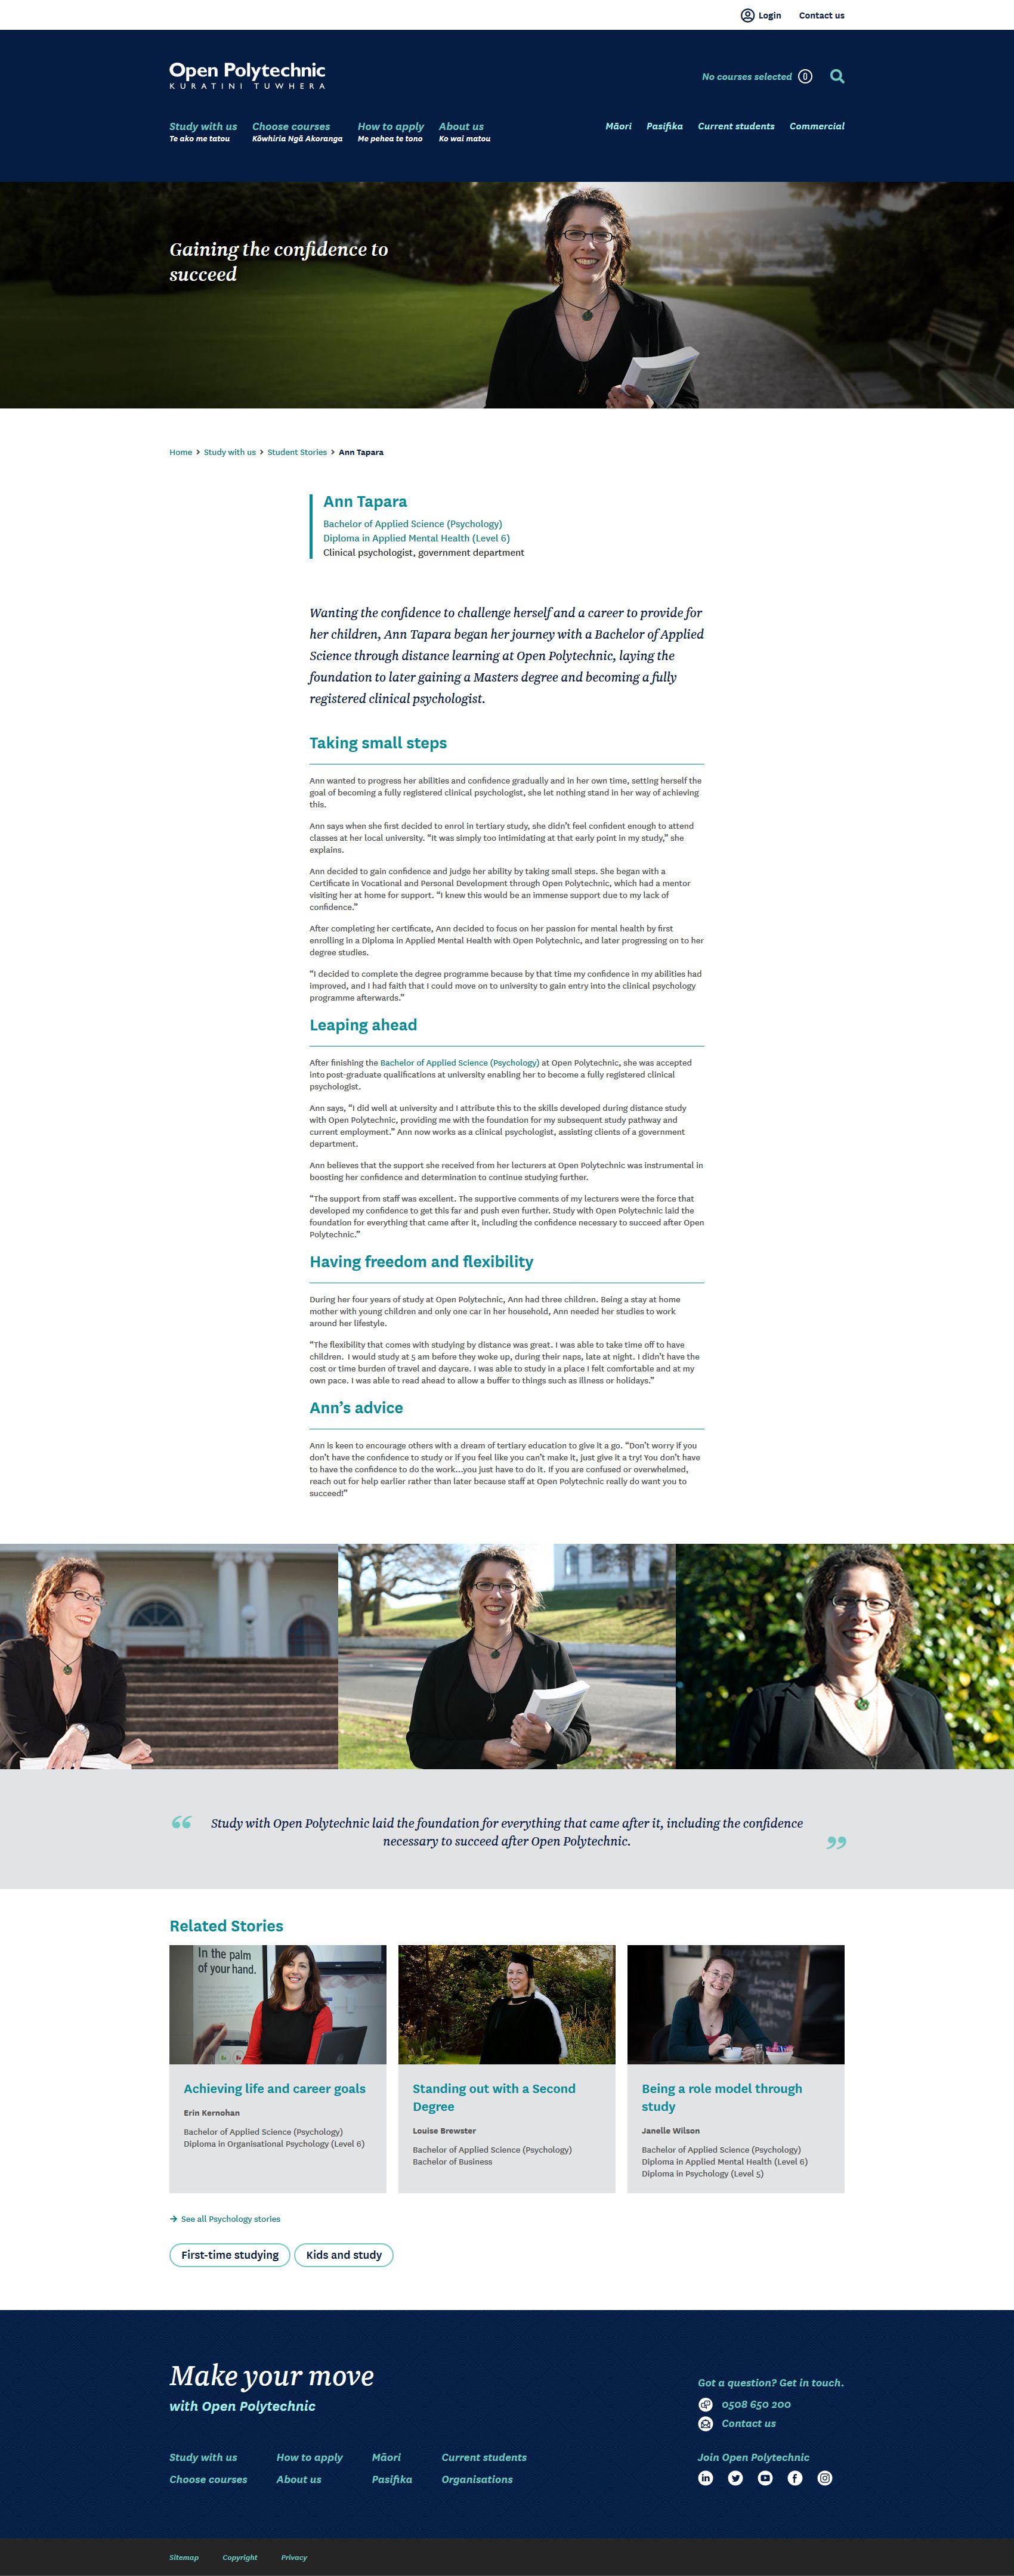 Login
Contact us
Open Polytechnic
KURATINI TUWHERA
No courses selected 0
Study with us
Te ako me tatou
Choose courses
Kōwhiria Ngā Akoranga
How to apply
Me pehea te tono
About us
Ko wai matou
Māori
Pasifika
Current students
Commercial
Gaining the confidence to
succeed
Home > Study with us > Student Stories > Ann Tapara
Ann Tapara
Bachelor of Applied Science (Psychology)
Diploma in Applied Mental Health (Level 6)
Clinical psychologist, government department
Wanting the confidence to challenge herself and a career to provide for
her children, Ann Tapara began her journey with a Bachelor of Applied
Science through distance learning at Open Polytechnic, laying the
foundation to later gaining a Masters degree and becoming a fully
registered clinical psychologist.
Taking small steps
Ann wanted to progress her abilities and confidence gradually and in her own time, setting herself the
goal of becoming a fully registered clinical psychologist, she let nothing stand in her way of achieving
this.
Ann says when she first decided to enrol in tertiary study, she didn't feel confident enough to attend
classes at her local university. “It was simply too intimidating at that early point in my study,” she
explains.
Ann decided to gain confidence and judge her ability by taking small steps. She began with a
Certificate in Vocational and Personal Development through Open Polytechnic, which had a mentor
visiting her at home for support. “I knew this would be an immense support due to my lack of
confidence.”
After completing her certificate, Ann decided to focus on her passion for mental health by first
enrolling in a Diploma in Applied Mental Health with Open Polytechnic, and later progressing on to her
degree studies.
“I decided to complete the degree programme because by that time my confidence in my abilities had
improved, and I had faith that I could move on to university to gain entry into the clinical psychology
programme afterwards.”
Leaping ahead
After finishing the Bachelor of Applied Science (Psychology) at Open Polytechnic, she was accepted
into post-graduate qualifications at university enabling her to become a fully registered clinical
psychologist.
Ann says, “I did well at university and I attribute this to the skills developed during distance study
with Open Polytechnic, providing me with the foundation for my subsequent study pathway and
current employment.” Ann now works as a clinical psychologist, assisting clients of a government
department.
Ann believes that the support she received from her lecturers at Open Polytechnic was instrumental in
boosting her confidence and determination to continue studying further.
“The support from staff was excellent. The supportive comments of my lecturers were the force that
developed my confidence to get this far and push even further. Study with Open Polytechnic laid the
foundation for everything that came after it, including the confidence necessary to succeed after Open
Polytechnic.”
Having freedom and flexibility
During her four years of study at Open Polytechnic, Ann had three children. Being a stay at home
mother with young children and only one car in her household, Ann needed her studies to work
around her lifestyle.
“The flexibility that comes with studying by distance was great. I was able to take time off to have
children. I would study at 5 am before they woke up, during their naps, late at night. I didn't have the
cost or time burden of travel and daycare. I was able to study in a place I felt comfortable and at my
own pace. I was able to read ahead to allow a buffer to things such as illness or holidays.”
Ann's advice
Ann is keen to encourage others with a dream of tertiary education to give it a go. “Don't worry if you
don't have the confidence to study or if you feel like you can't make it, just give it a try! You don't have
to have the confidence to do the work...you just have to do it. If you are confused or overwhelmed,
reach out for help earlier rather than later because staff at Open Polytechnic really do want you to
succeed!”
“ Study with Open Polytechnic laid the foundation for everything that came after it, including the confidence
necessary to succeed after Open Polytechnic. ”
Related Stories
In the palm
of your hand.
Achieving life and career goals
Erin Kernohan
Bachelor of Applied Science (Psychology)
Diploma in Organisational Psychology (Level 6)
Standing out with a Second
Degree
Louise Brewster
Bachelor of Applied Science (Psychology)
Bachelor of Business
Being a role model through
study
Janelle Wilson
Bachelor of Applied Science (Psychology)
Diploma in Applied Mental Health (Level 6)
Diploma in Psychology (Level 5)
See all Psychology stories
First-time studying
Kids and study
Make your move
with Open Polytechnic
Got a question? Get in touch.
0508 650 200
Contact us
Study with us
How to apply
Māori
Current students
Choose courses
About us
Pasifika
Organisations
Join Open Polytechnic
Sitemap
Copyright
Privacy